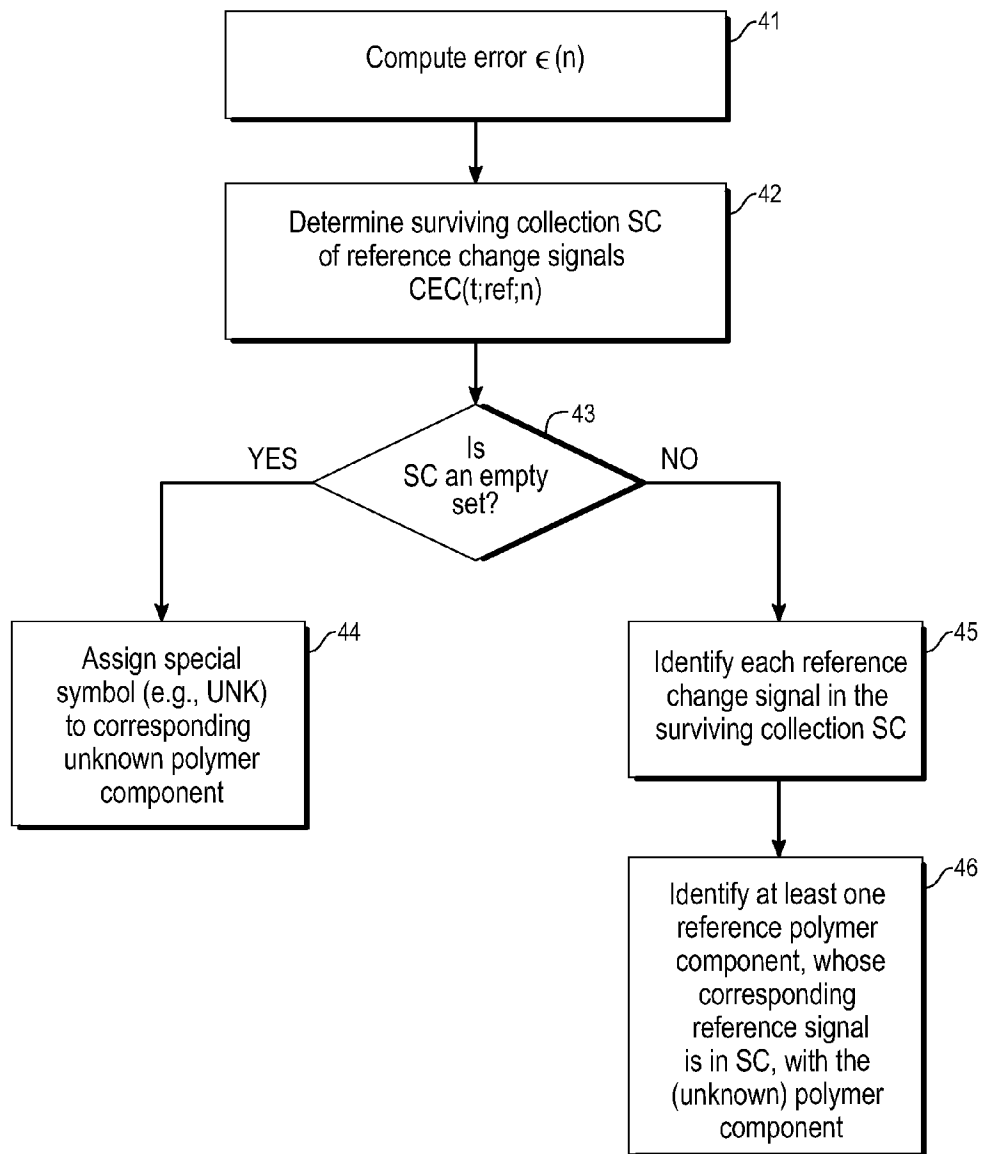 41
Compute error ϵ(n)
42
Determine surviving collection SC
of reference change signals
CEC(t;ref;n)
43
Is
SC an empty
set?
YES
NO
44
Assign special
symbol (e.g., UNK)
to corresponding
unknown polymer
component
45
Identify each reference
change signal in the
surviving collection SC
46
Identify at least one
reference polymer
component, whose
corresponding
reference signal
is in SC, with the
(unknown) polymer
component